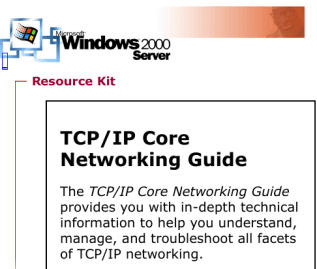 Microsoft
Windows 2000
Server
Resource Kit
TCP/IP Core
Networking Guide
The TCP/IP Core Networking Guide
provides you with in-depth technical
information to help you understand,
manage, and troubleshoot all facets
of TCP/IP networking.